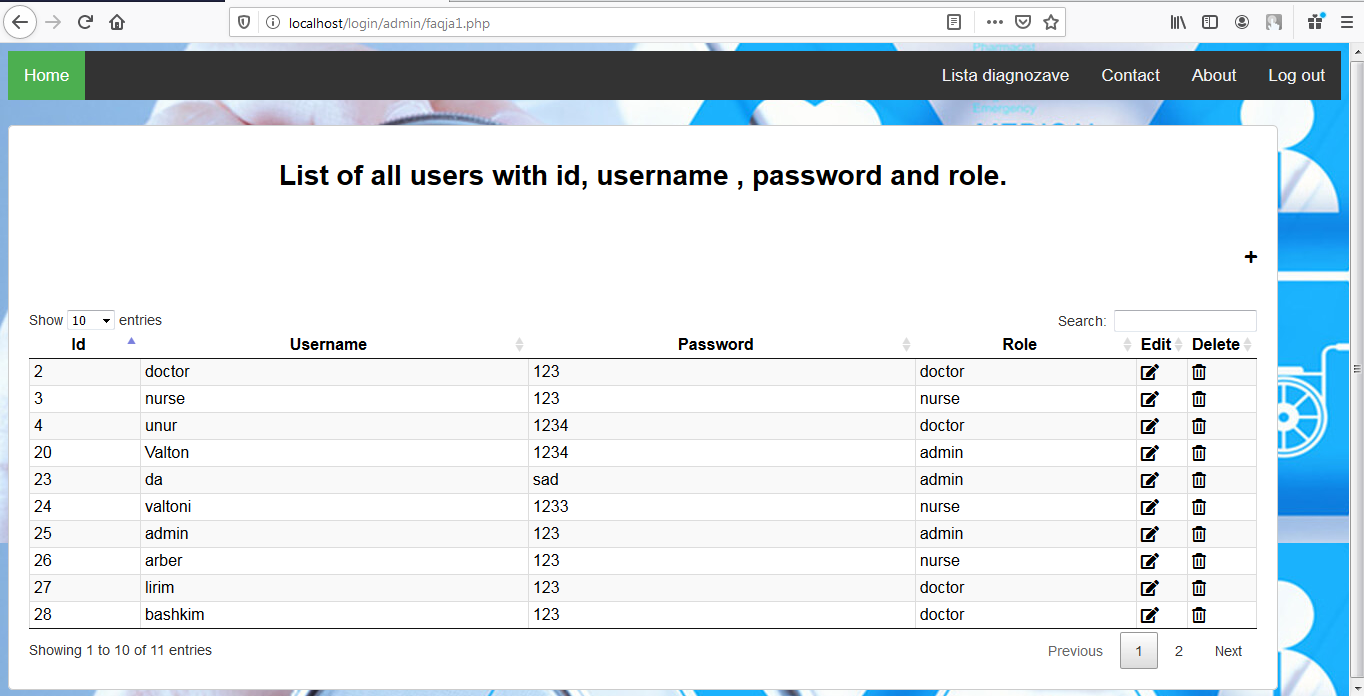 localhost/login/admin/faqja1.php
Home Lista diagnozave Contact About Log out
Pharmacist
Emergency
MEDICAL
List of all users with id, username , password and role.
+
Show 10 entries Search:
Id Username Password Role Edit Delete
2 doctor 123 doctor
3 nurse 123 nurse
4 unur 1234 doctor
20 Valton 1234 admin
23 da sad admin
24 valtoni 1233 nurse
25 admin 123 admin
26 arber 123 nurse
27 lirim 123 doctor
28 bashkim 123 doctor
Showing 1 to 10 of 11 entries Previous 1 2 Next